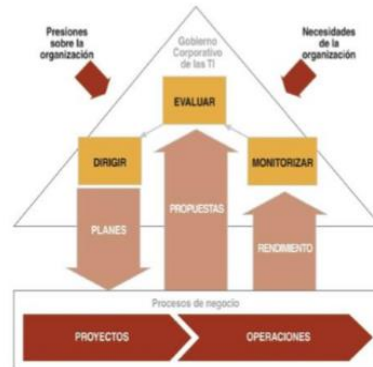 Presiones
sobre la
organización
Necesidades
de la
organización
Gobierno
Corporativo
de las TI
EVALUAR
DIRIGIR
MONITORIZAR
PLANES
PROPUESTAS
RENDIMIENTO
Procesos de negocio
PROYECTOS
OPERACIONES